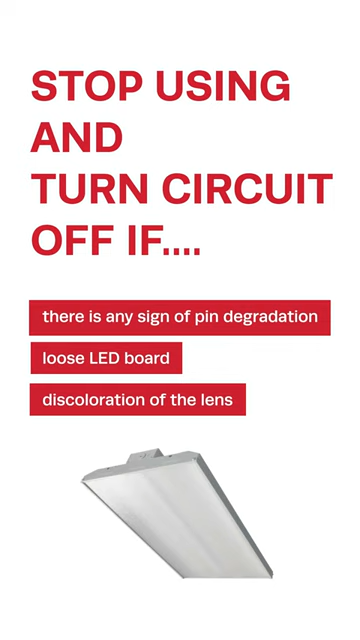 STOP USING
AND
TURN CIRCUIT
OFF IF....
there is any sign of pin degradation
loose LED board
discoloration of the lens